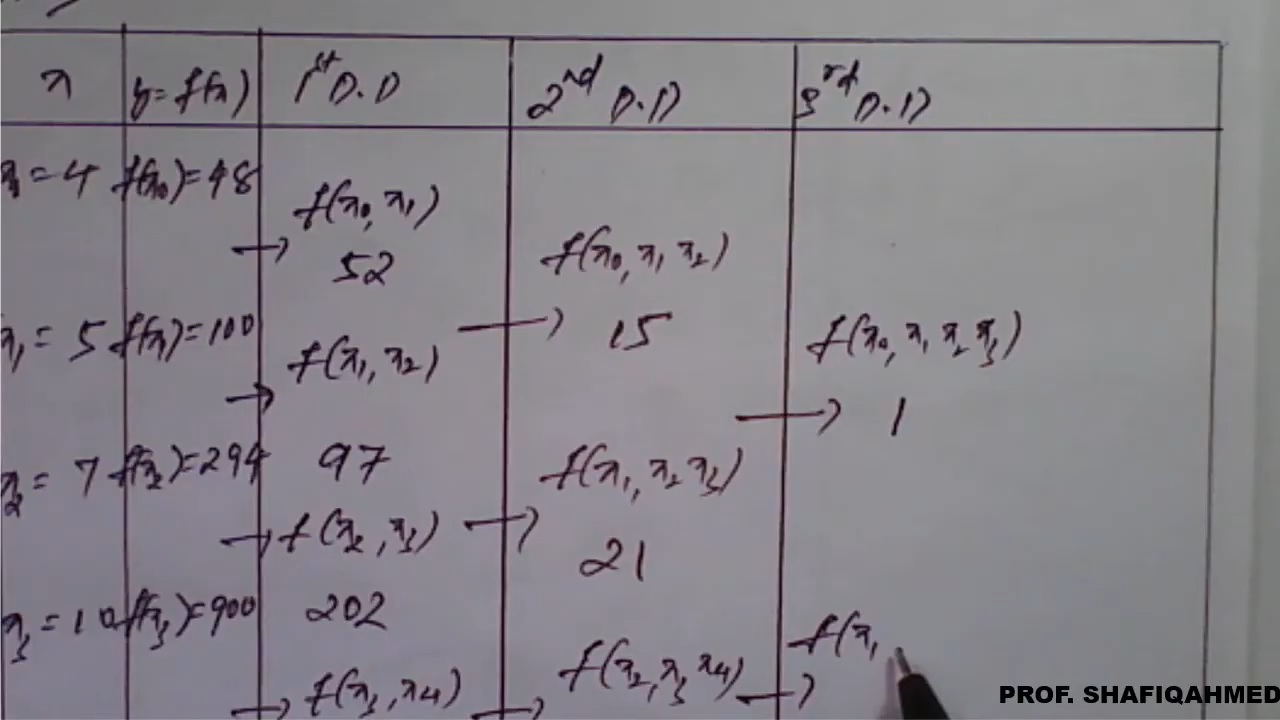 x y=f(x) 1st D.D 2nd D.D 3rd D.D
x0=4 f(x0)=48
f(x0,x1)
52
f(x0,x1 x2)
15
x1=5 f(x1)=100
f(x1,x2)
f(x0,x1 x2 x3)
1
x2=7 f(x2)=294 97
f(x1,x2 x3)
f(x2,x3)
21
x3=10 f(x3)=900 202
f(x1
f(x3,x4)
f(x2,x3 x4)
PROF. SHAFIQAHMED